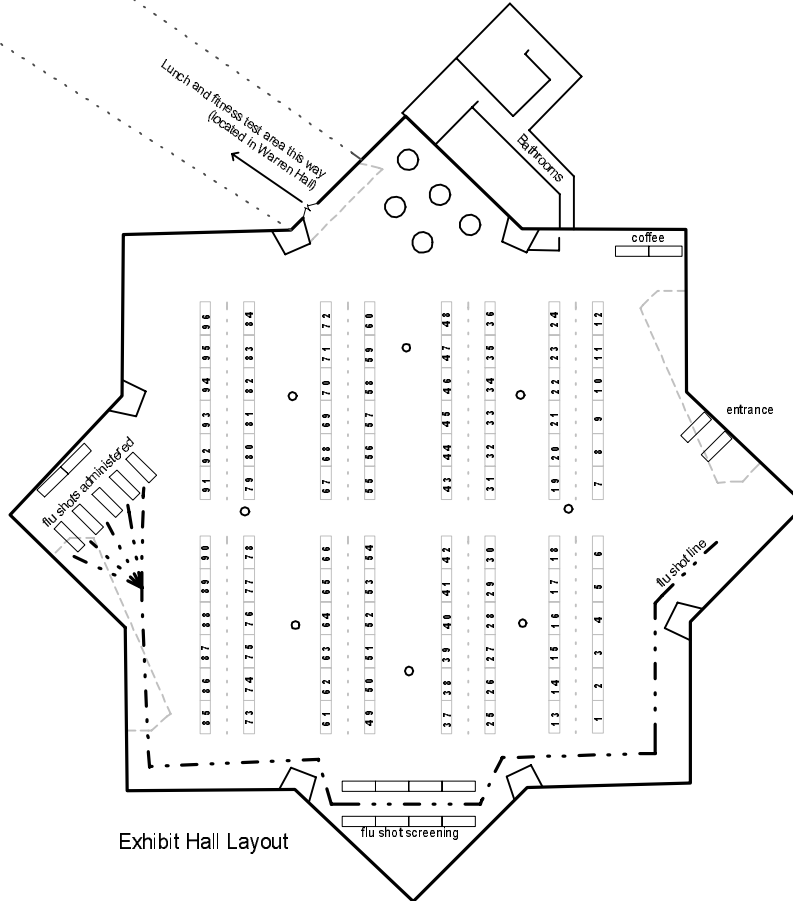 Lunch and fitness test area this way
(located in Warren Hall)
Bathrooms
coffee
96 84 72 60 48 36 24 12
95 83 71 59 47 35 23 11
94 82 70 58 46 34 22 10
93 81 69 57 45 33 21 9
92 80 68 56 44 32 20 8
91 79 67 55 43 31 19 7
entrance
flu shots administered
90 78 66 54 42 30 18 6
89 77 65 53 41 29 17 5
88 76 64 52 40 28 16 4
87 75 63 51 39 27 15 3
86 74 62 50 38 26 14 2
85 73 61 49 37 25 13 1
flu shot line
flu shot screening
Exhibit Hall Layout